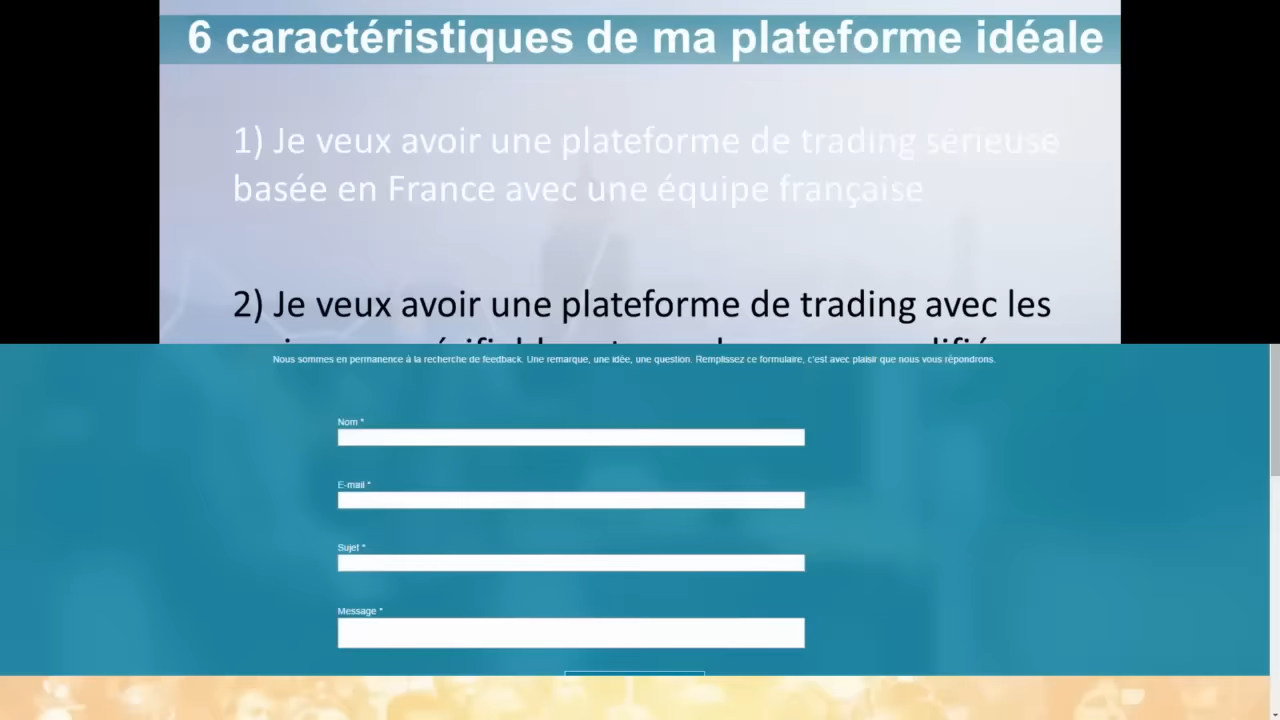 6 caractéristiques de ma plateforme idéale
1) Je veux avoir une plateforme de trading sérieuse
basée en France avec une équipe française
2) Je veux avoir une plateforme de trading avec les
Nous sommes en permanence à la recherche de feedback. Une remarque, une idée, une question. Remplissez ce formulaire, c'est avec plaisir que nous vous répondrons.
Nom *
E-mail *
Sujet *
Message *